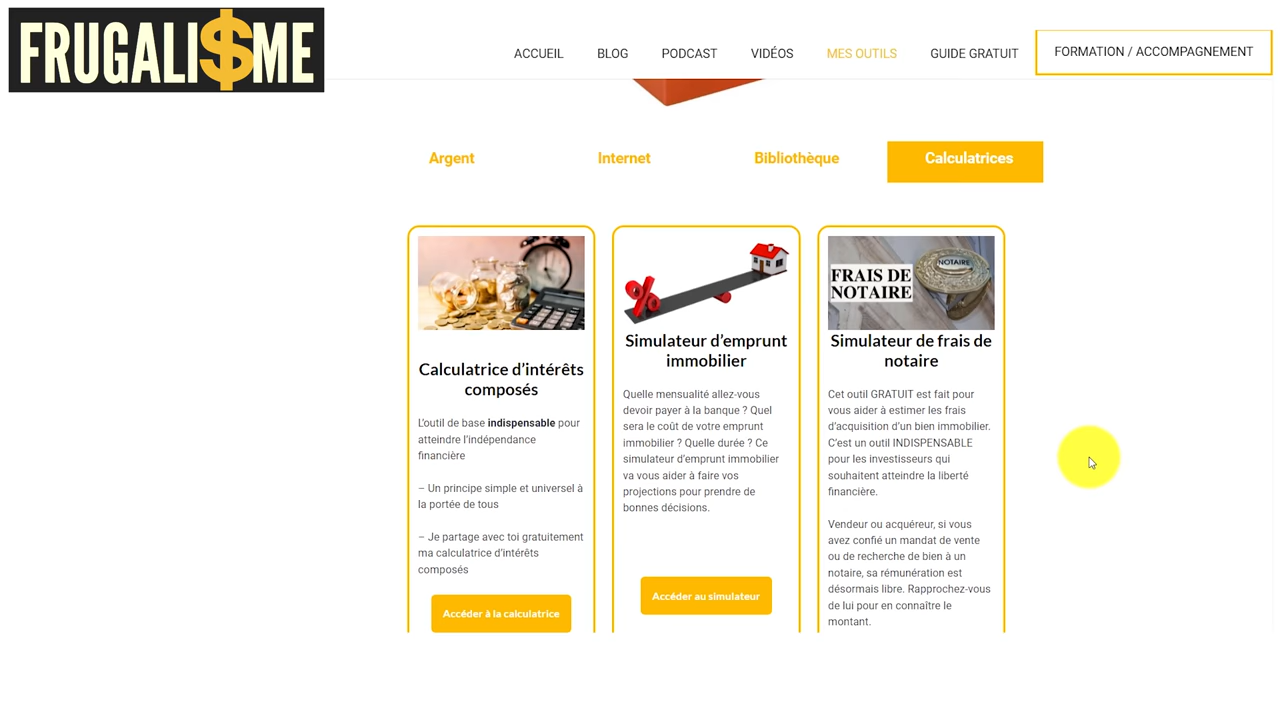 FRUGALI$ME
ACCUEIL
BLOG
PODCAST
VIDÉOS
MES OUTILS
GUIDE GRATUIT
FORMATION / ACCOMPAGNEMENT
Argent
Internet
Bibliothèque
Calculatrices
Calculatrice d'intérêts
composés
L'outil de base indispensable pour
atteindre l'indépendance
financière
– Un principe simple et universel à
la portée de tous
– Je partage avec toi gratuitement
ma calculatrice d'intérêts
composés
Accéder à la calculatrice
%
Simulateur d'emprunt
immobilier
Quelle mensualité allez-vous
devoir payer à la banque ? Quel
sera le coût de votre emprunt
immobilier ? Quelle durée ? Ce
simulateur d'emprunt immobilier
va vous aider à faire vos
projections pour prendre de
bonnes décisions.
Accéder au simulateur
FRAIS DE
NOTAIRE
NOTAIRE
Simulateur de frais de
notaire
Cet outil GRATUIT est fait pour
vous aider à estimer les frais
d'acquisition d'un bien immobilier.
C'est un outil INDISPENSABLE
pour les investisseurs qui
souhaitent atteindre la liberté
financière.
Vendeur ou acquéreur, si vous
avez confié un mandat de vente
ou de recherche de bien à un
notaire, sa rémunération est
désormais libre. Rapprochez-vous
de lui pour en connaître le
montant.